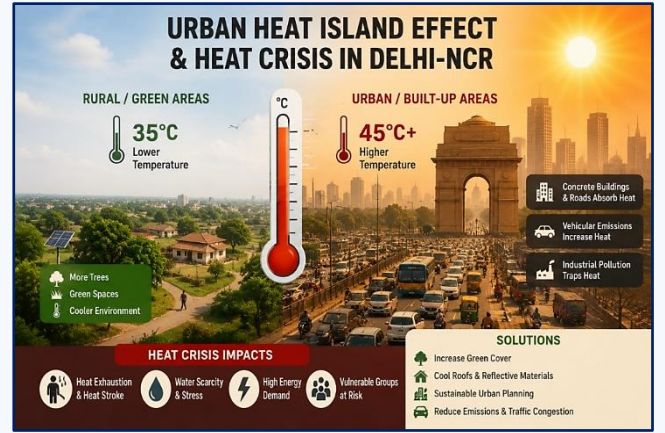 URBAN HEAT ISLAND EFFECT
& HEAT CRISIS IN DELHI-NCR
RURAL / GREEN AREAS
35°C
Lower
Temperature
°C
URBAN / BUILT-UP AREAS
45°C+
Higher
Temperature
Concrete Buildings
& Roads Absorb Heat
Vehicular Emissions
Increase Heat
Industrial Pollution
Traps Heat
More Trees
Green Spaces
Cooler Environment
HEAT CRISIS IMPACTS
Heat Exhaustion
& Heat Stroke
Water Scarcity
& Stress
High Energy
Demand
Vulnerable Groups
at Risk
SOLUTIONS
Increase Green Cover
Cool Roofs & Reflective Materials
Sustainable Urban Planning
Reduce Emissions & Traffic Congestion